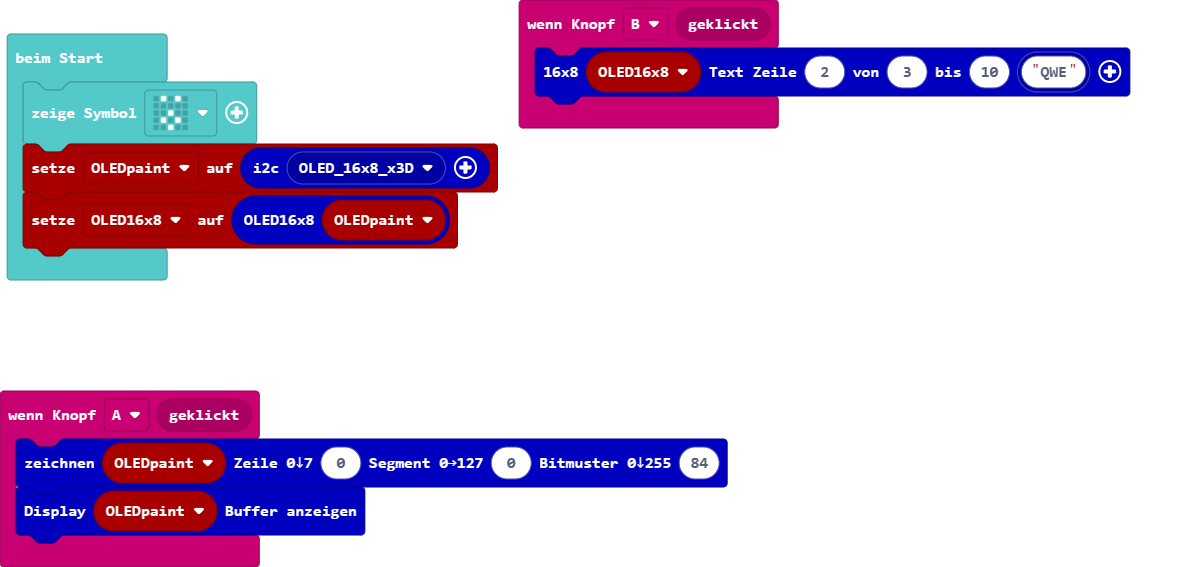 beim Start
zeige Symbol
setze OLEDpaint auf i2c OLED_16x8_x3D
setze OLED16x8 auf OLED16x8 OLEDpaint
wenn Knopf B geklickt
16x8 OLED16x8 Text Zeile 2 von 3 bis 10 "QWE"
wenn Knopf A geklickt
zeichnen OLEDpaint Zeile 0↓7 0 Segment 0→127 0 Bitmuster 0↓255 84
Display OLEDpaint Buffer anzeigen